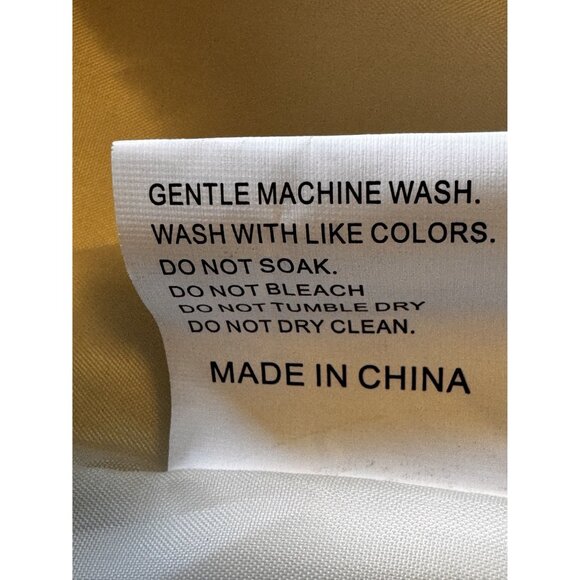 GENTLE MACHINE WASH.
WASH WITH LIKE COLORS.
DO NOT SOAK.
DO NOT BLEACH
DO NOT TUMBLE DRY
DO NOT DRY CLEAN.
MADE IN CHINA